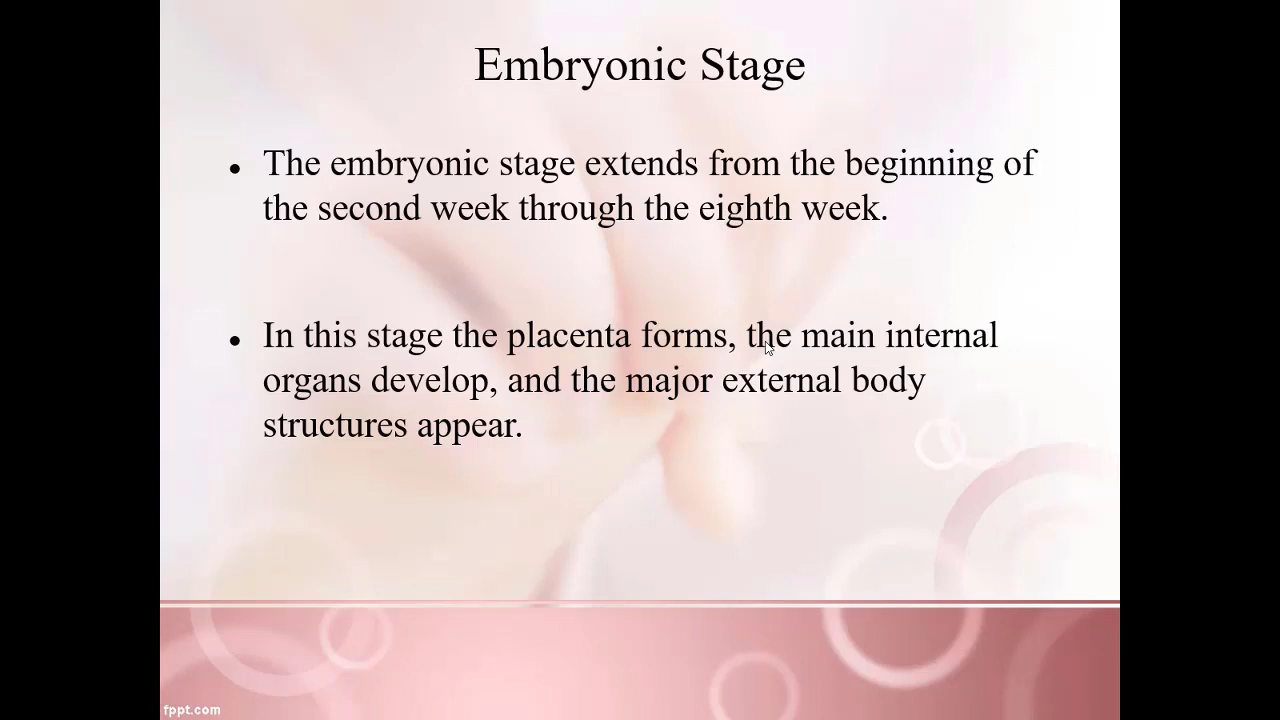 Embryonic Stage
• The embryonic stage extends from the beginning of
the second week through the eighth week.
• In this stage the placenta forms, the main internal
organs develop, and the major external body
structures appear.
fppt.com